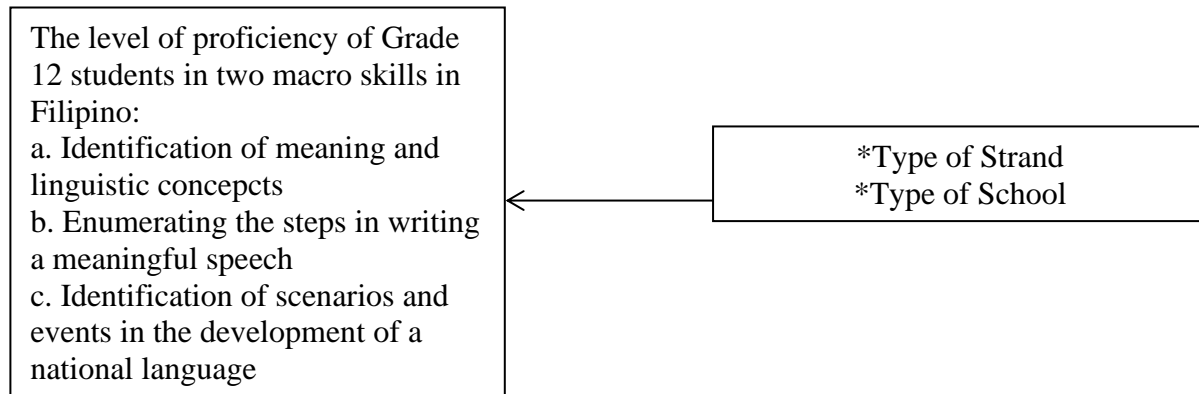 The level of proficiency of Grade
12 students in two macro skills in
Filipino:
a. Identification of meaning and
linguistic concepcts
b. Enumerating the steps in writing
a meaningful speech
c. Identification of scenarios and
events in the development of a
national language
*Type of Strand
*Type of School